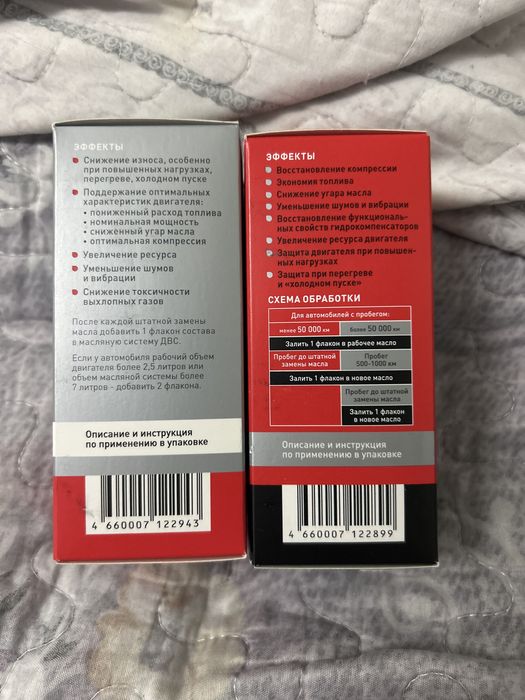 ЭФФЕКТЫ
Снижение износа, особенно
при повышенных нагрузках,
перегреве, холодном пуске
Поддержание оптимальных
характеристик двигателя:
• пониженный расход топлива
• номинальная мощность
• сниженный угар масла
• оптимальная компрессия
Увеличение ресурса
Уменьшение шумов
и вибрации
Снижение токсичности
выхлопных газов
После каждой штатной замены
масла добавить 1 флакон состава
в масляную систему ДВС.
Если у автомобиля рабочий объем
двигателя более 2,5 литров или
объем масляной системы более
7 литров - добавить 2 флакона.
Описание и инструкция
по применению в упаковке
4 660007 122943
ЭФФЕКТЫ
Восстановление компрессии
Экономия топлива
Снижение угара масла
Уменьшение шумов и вибрации
Восстановление функциональ-
ных свойств гидрокомпенсаторов
Увеличение ресурса двигателя
Защита двигателя при повышен-
ных нагрузках
Защита при перегреве
и «холодном пуске»
СХЕМА ОБРАБОТКИ
Для автомобилей с пробегом:
менее 50 000 км более 50 000 км
Залить 1 флакон в рабочее масло
Пробег до штатной замены масла Пробег 500-1000 км
Залить 1 флакон в новое масло
Пробег до штатной
замены масла
Залить 1 флакон
в новое масло
Описание и инструкция
по применению в упаковке
4 660007 122899